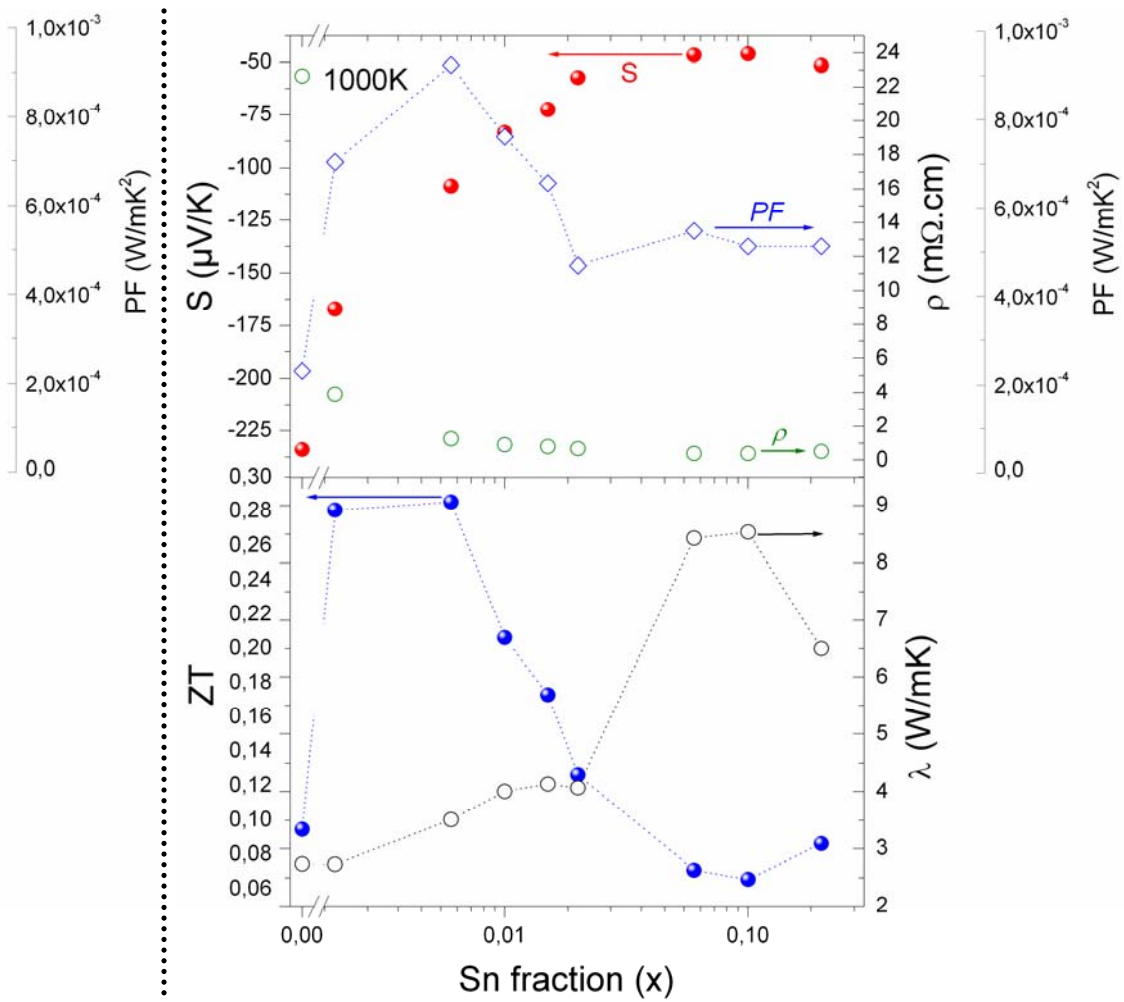 1,0x10⁻³
8,0x10⁻⁴
6,0x10⁻⁴
4,0x10⁻⁴
2,0x10⁻⁴
0,0
PF (W/mK²)
-50
-75
-100
-125
-150
-175
-200
-225
S (µV/K)
1000K
S
PF
ρ
24
22
20
18
16
14
12
10
8
6
4
2
0
ρ (mΩ.cm)
1,0x10⁻³
8,0x10⁻⁴
6,0x10⁻⁴
4,0x10⁻⁴
2,0x10⁻⁴
0,0
PF (W/mK²)
0,30
0,28
0,26
0,24
0,22
0,20
0,18
0,16
0,14
0,12
0,10
0,08
0,06
ZT
9
8
7
6
5
4
3
2
λ (W/mK)
0,00
0,01
0,10
Sn fraction (x)